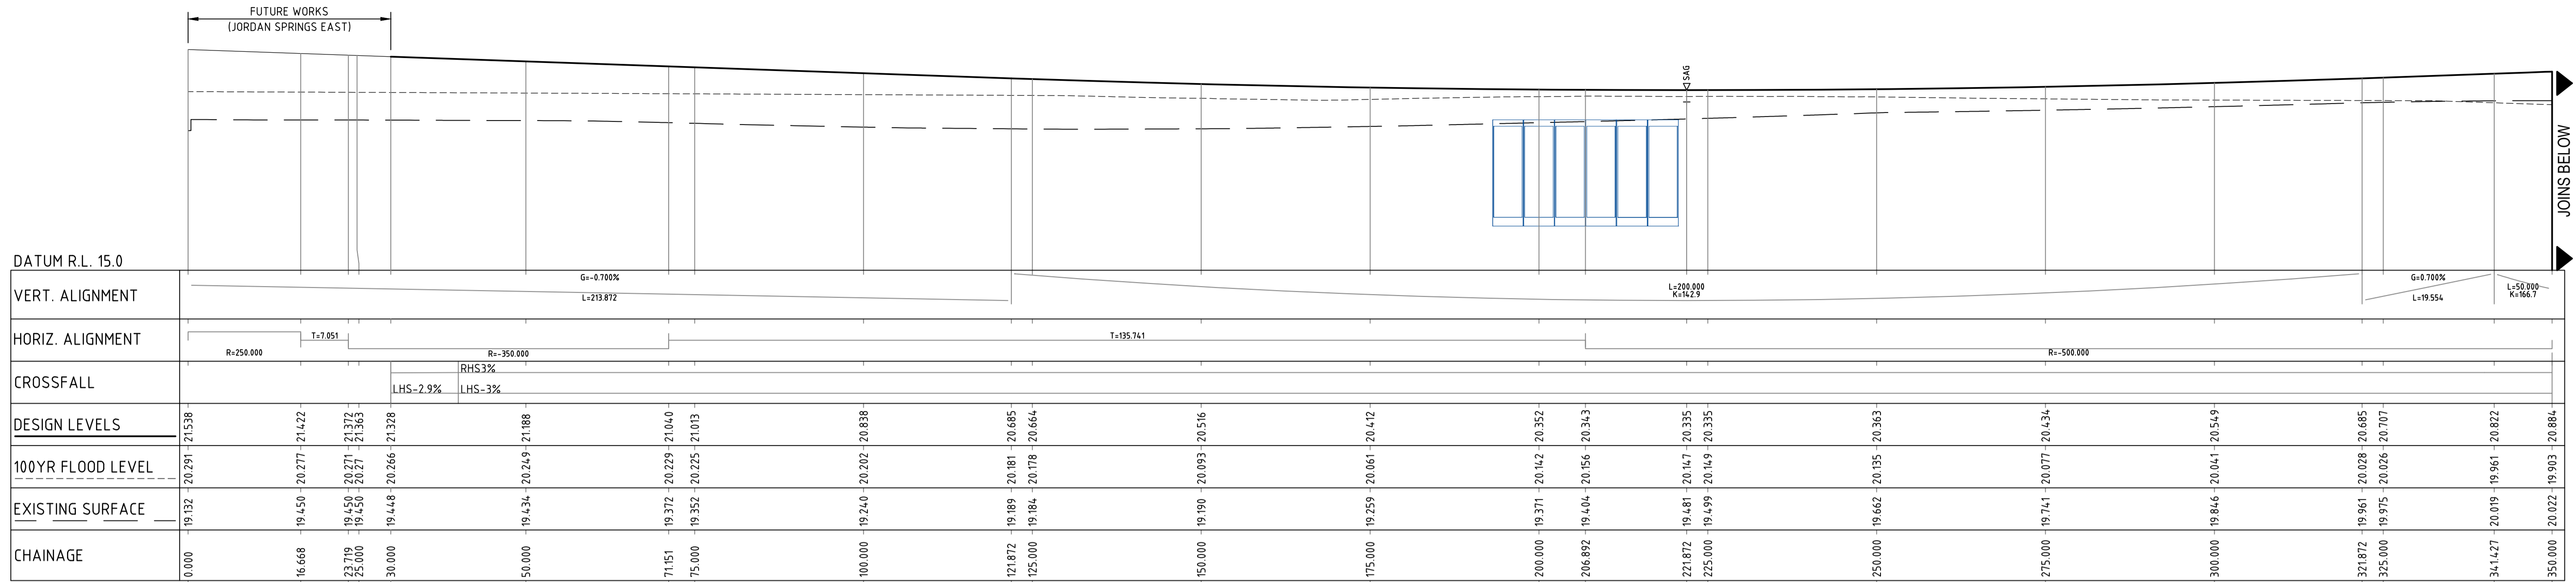 FUTURE WORKS
(JORDAN SPRINGS EAST)
SAG
JOINS BELOW
DATUM R.L. 15.0
VERT. ALIGNMENT
G=-0.700%
L=213.872
L=200.000
K=142.9
G=0.700%
L=19.554
L=50.000
K=166.7
HORIZ. ALIGNMENT
R=250.000
T=7.051
R=-350.000
T=135.741
R=-500.000
CROSSFALL
RHS3%
LHS-2.9%
LHS-3%
DESIGN LEVELS
21.538 21.422 21.372 21.363 21.328 21.188 21.040 21.013 20.838 20.685 20.664 20.516 20.412 20.352 20.343 20.335 20.335 20.363 20.434 20.549 20.685 20.707 20.822 20.884
100YR FLOOD LEVEL
20.291 20.277 20.271 20.27 20.266 20.249 20.229 20.225 20.202 20.181 20.178 20.093 20.061 20.142 20.156 20.147 20.149 20.135 20.077 20.041 20.028 20.026 19.961 19.903
EXISTING SURFACE
19.132 19.450 19.450 19.450 19.448 19.434 19.372 19.352 19.240 19.189 19.184 19.190 19.259 19.371 19.404 19.481 19.499 19.662 19.741 19.846 19.961 19.975 20.019 20.022
CHAINAGE
0.000 16.668 23.719 25.000 30.000 50.000 71.151 75.000 100.000 121.872 125.000 150.000 175.000 200.000 206.892 221.872 225.000 250.000 275.000 300.000 321.872 325.000 341.427 350.000